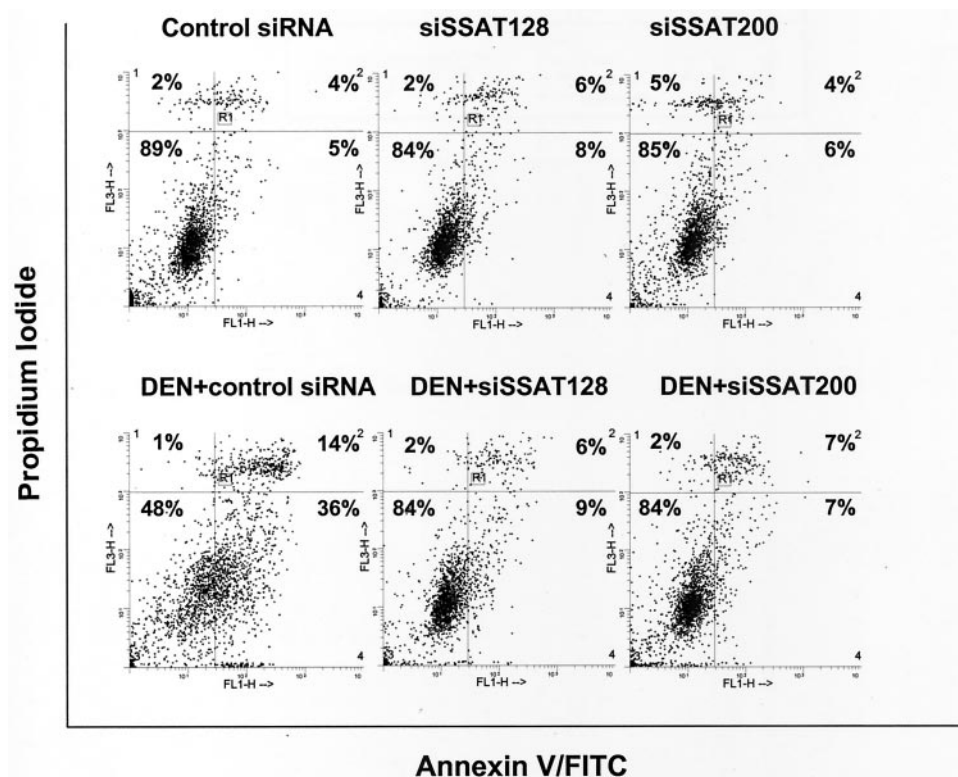 Control siRNA siSSAT128 siSSAT200
1 2% 4% 2 1 2% 6% 2 1 5% 4% 2
R1 R1 R1
89% 5% 84% 8% 85% 6%
FL3-H --> FL3-H --> FL3-H -->
4 4 4
FL1-H --> FL1-H --> FL1-H -->
Propidium Iodide
DEN+control siRNA DEN+siSSAT128 DEN+siSSAT200
1 1% 14% 2 1 2% 6% 2 1 2% 7% 2
R1 R1 R1
48% 36% 84% 9% 84% 7%
FL3-H --> FL3-H --> FL3-H -->
3 4 3 4 3 4
FL1-H --> FL1-H --> FL1-H -->
Annexin V/FITC